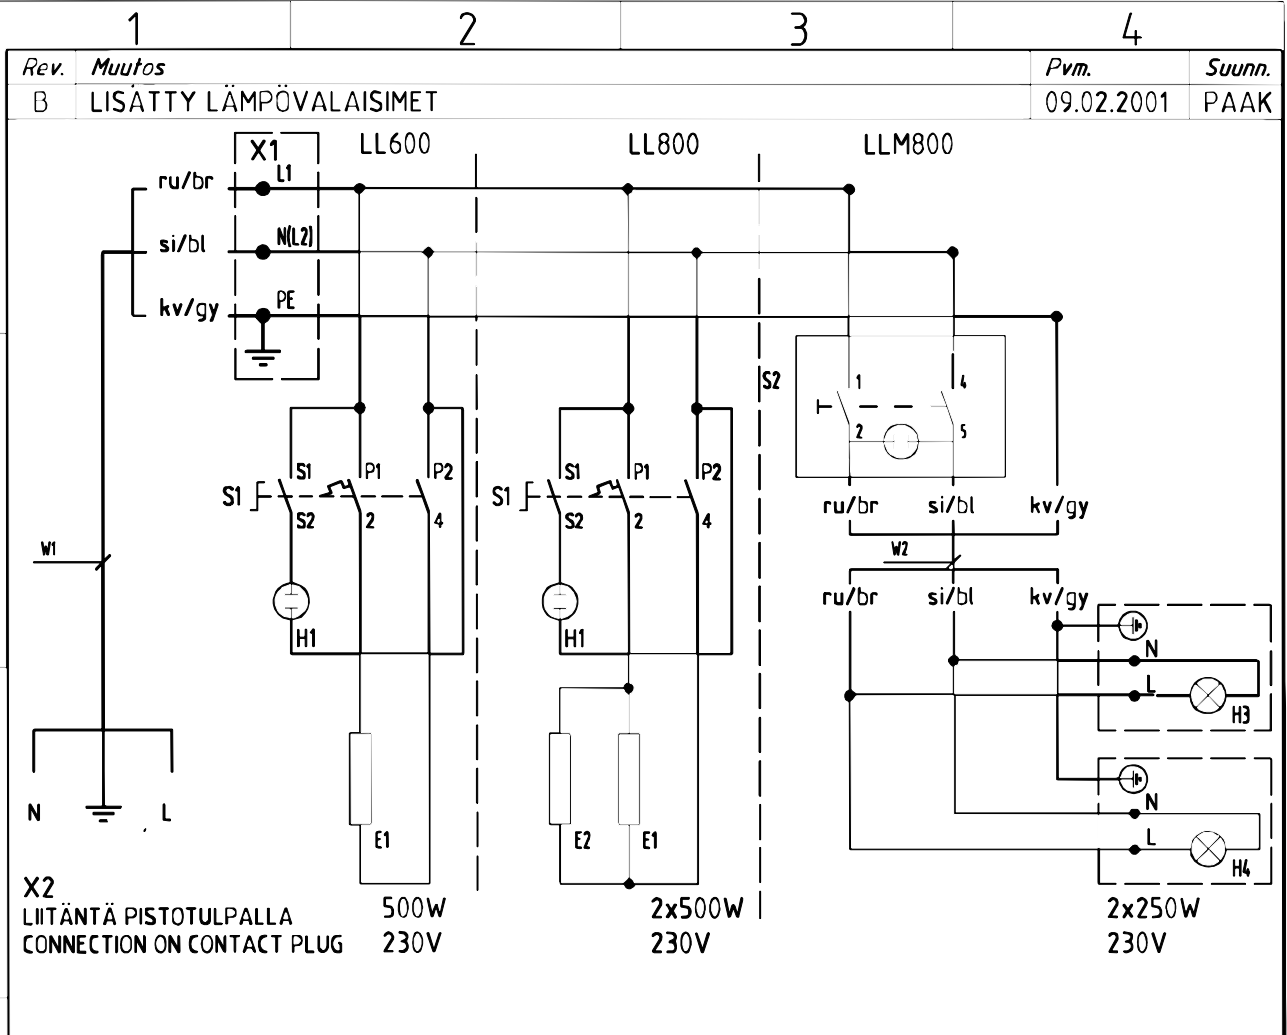 1 2 3 4
Rev. Muutos Pvm. Suunn.
B LISÄTTY LÄMPÖVALAISIMET 09.02.2001 PAAK
X1 LL600 LL800 LLM800
ru/br L1
si/bl N(L2)
kv/gy PE
S2 1 4
2 5
S1 P1 P2 S1 P1 P2
S1 S1
S2 2 4 S2 2 4
ru/br si/bl kv/gy
W1 W2
ru/br si/bl kv/gy
H1 H1
N
L
H3
N
L
H4
N L
E1 E2 E1
X2
LIITÄNTÄ PISTOTULPALLA 500W 2x500W 2x250W
CONNECTION ON CONTACT PLUG 230V 230V 230V